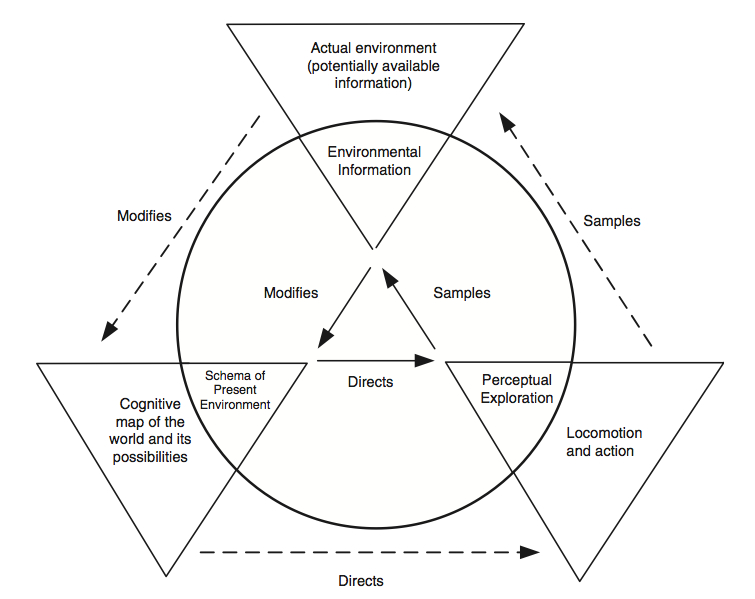 Actual environment
(potentially available
information)
Environmental
Information
Modifies
Samples
Modifies
Samples
Directs
Schema of
Present
Environment
Perceptual
Exploration
Cognitive
map of the
world and its
possibilities
Locomotion
and action
Directs